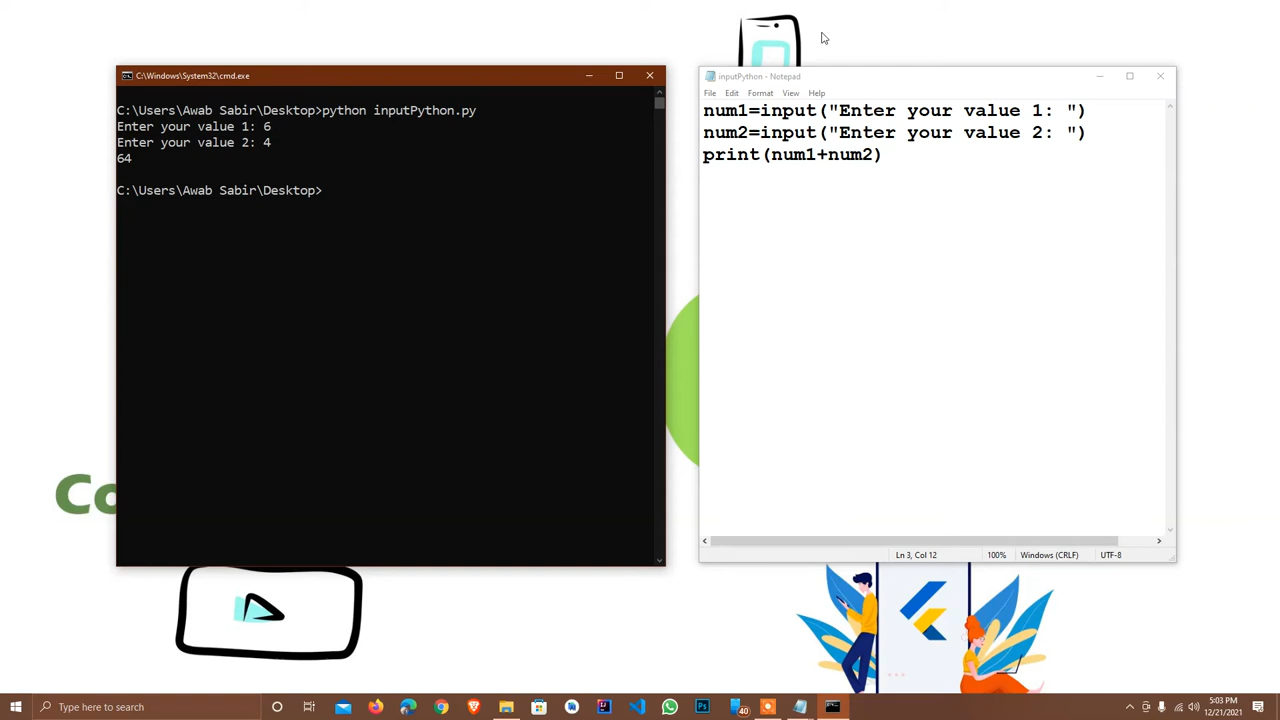 C:\Windows\System32\cmd.exe
C:\Users\Awab Sabir\Desktop>python inputPython.py
Enter your value 1: 6
Enter your value 2: 4
64
C:\Users\Awab Sabir\Desktop>
inputPython - Notepad
File Edit Format View Help
num1=input("Enter your value 1: ")
num2=input("Enter your value 2: ")
print(num1+num2)
Ln 3, Col 12 100% Windows (CRLF) UTF-8
Co
Type here to search
40
5:03 PM
12/21/2021